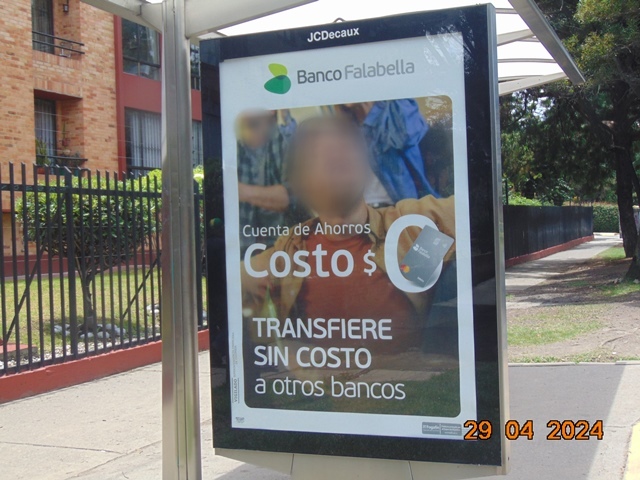 JCDecaux
Banco Falabella
Cuenta de Ahorros
Costo $0
TRANSFIERE
SIN COSTO
a otros bancos
29 04 2024